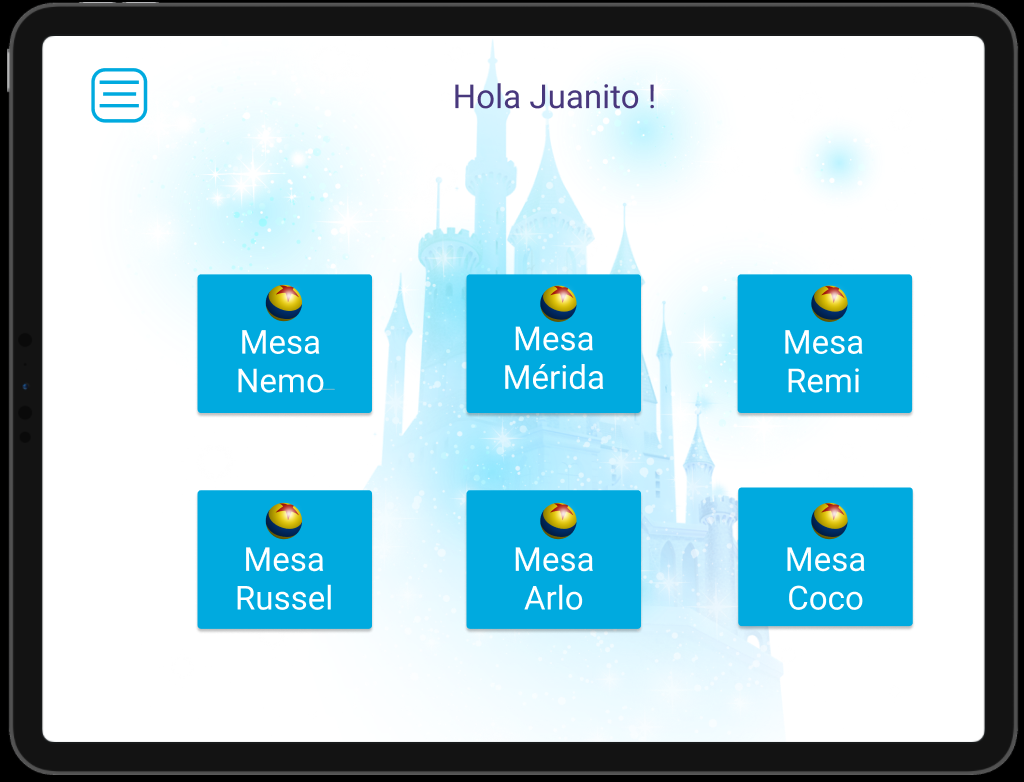 Hola Juanito !
Mesa
Nemo
Mesa
Mérida
Mesa
Remi
Mesa
Russel
Mesa
Arlo
Mesa
Coco